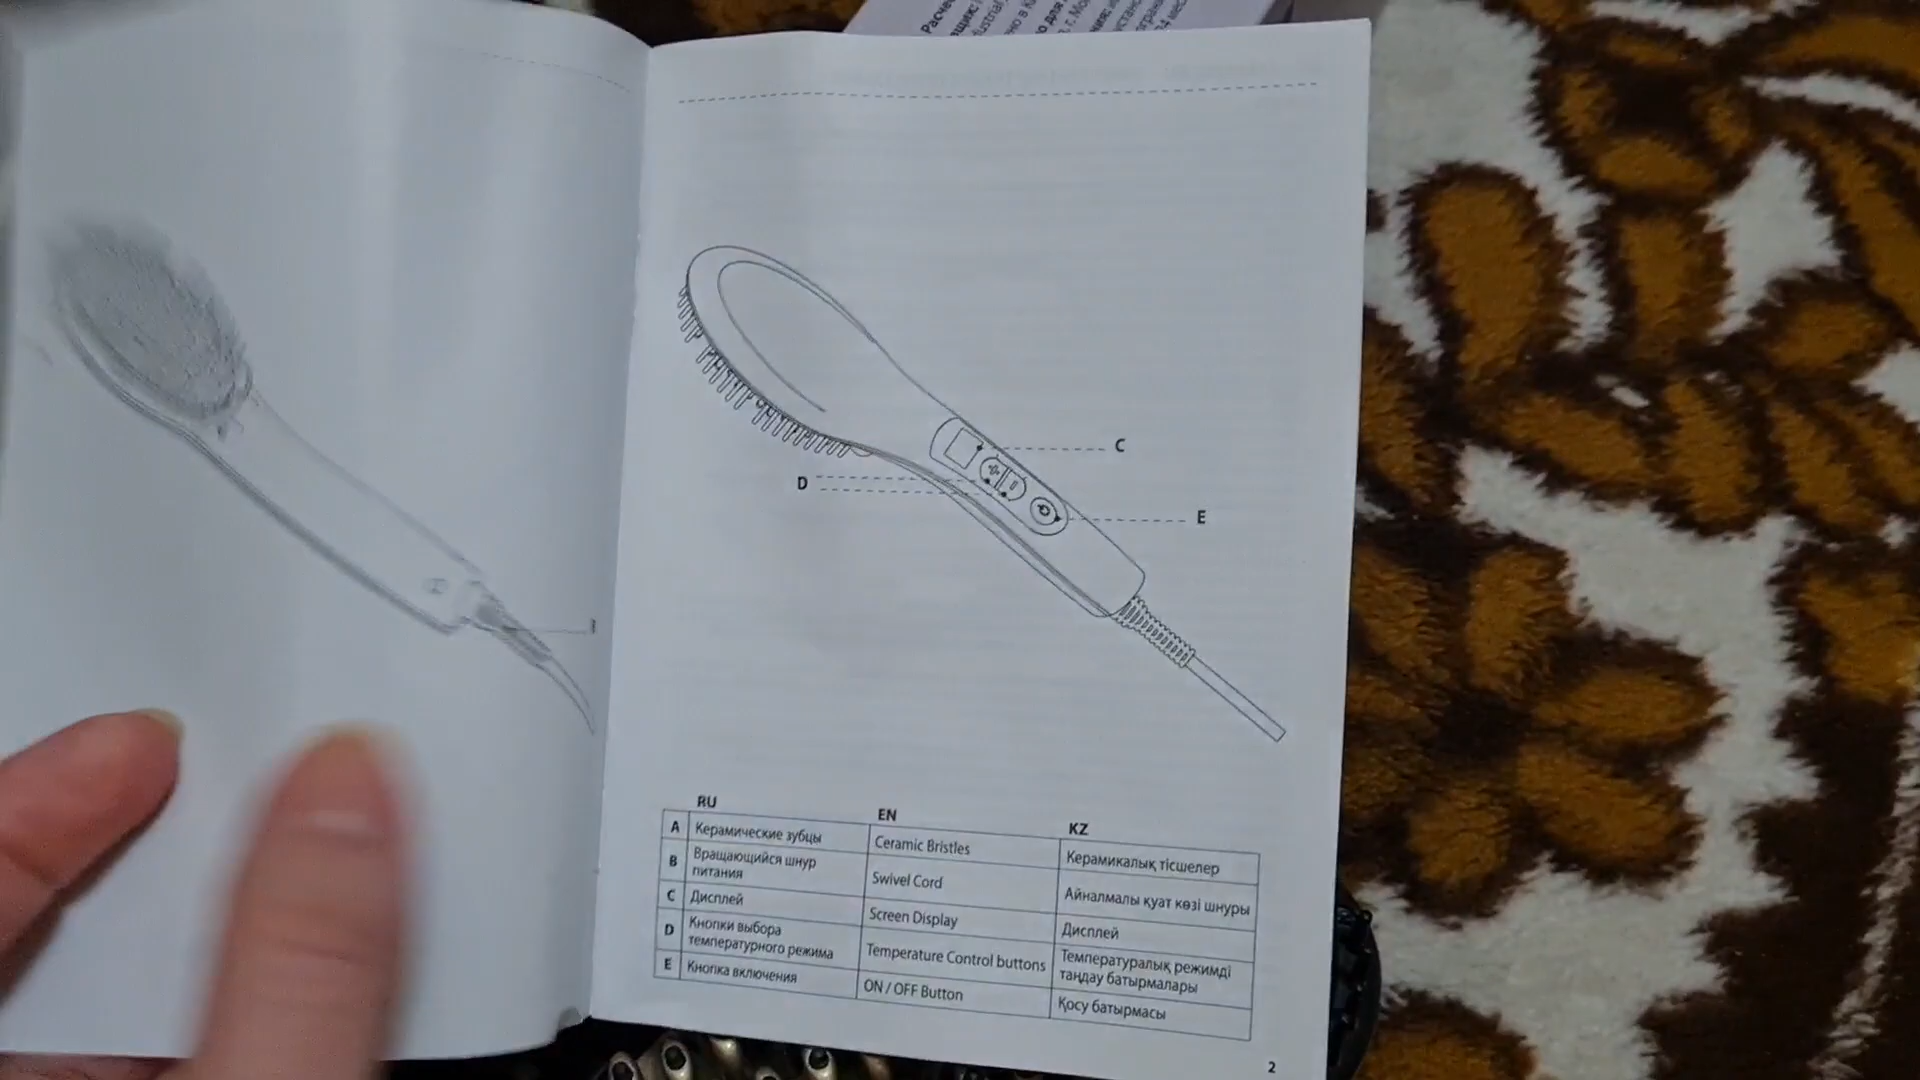 C
D
E
RU
EN
KZ
A
Керамические зубцы
Ceramic Bristles
Керамикалық тісшелер
B
Вращающийся шнур
питания
Swivel Cord
Айналмалы қуат көзі шнуры
C
Дисплей
Screen Display
Дисплей
D
Кнопки выбора
температурного режима
Temperature Control buttons
Температуралық режимді
таңдау батырмалары
E
Кнопка включения
ON / OFF Button
Қосу батырмасы
2